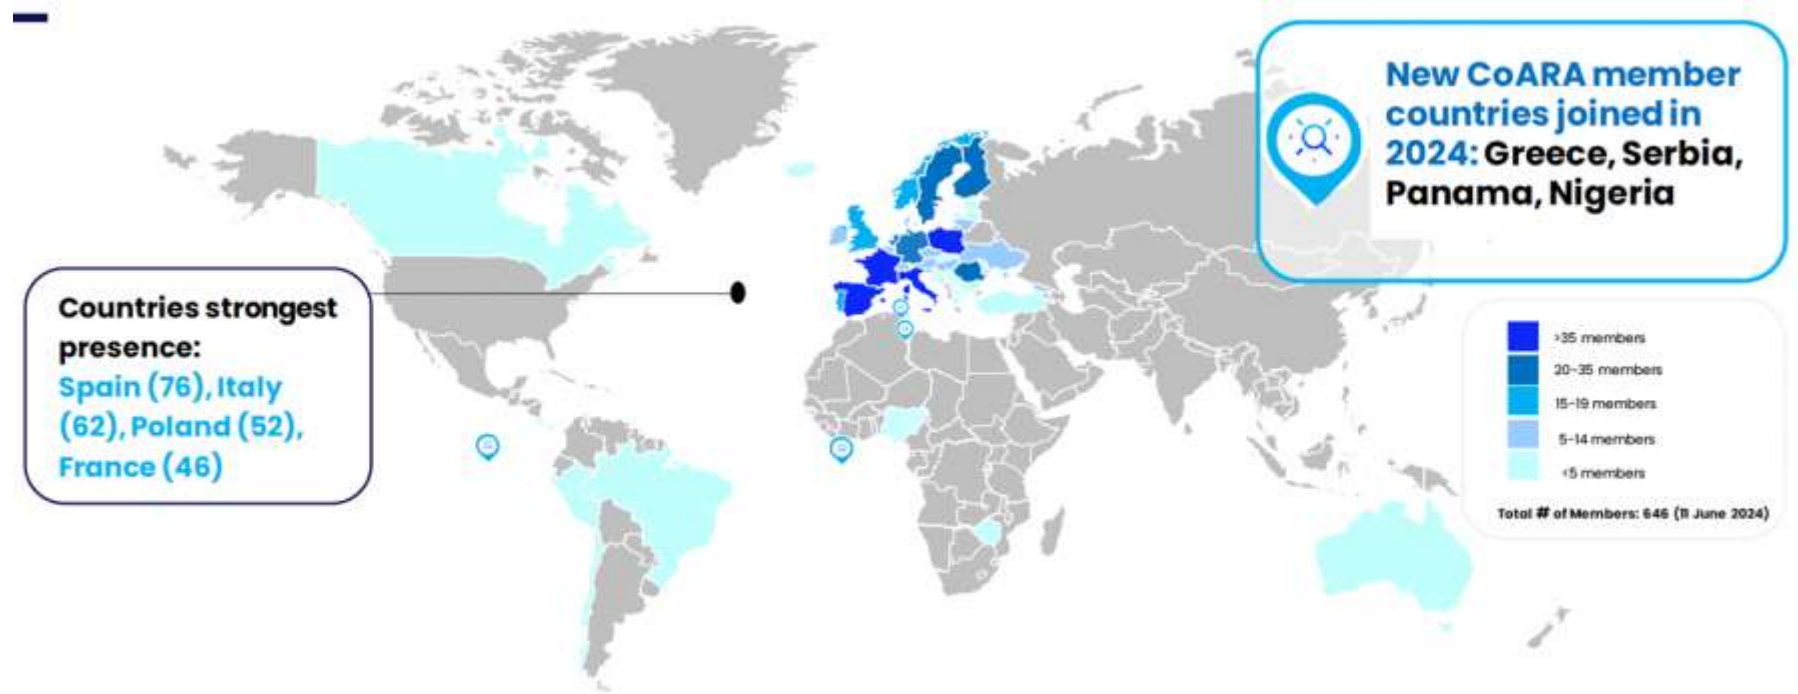 New CoARA member
countries joined in
2024: Greece, Serbia,
Panama, Nigeria
Countries strongest
presence:
Spain (76), Italy
(62), Poland (52),
France (46)
>35 members
20-35 members
15-19 members
5-14 members
<5 members
Total # of Members: 646 (11 June 2024)